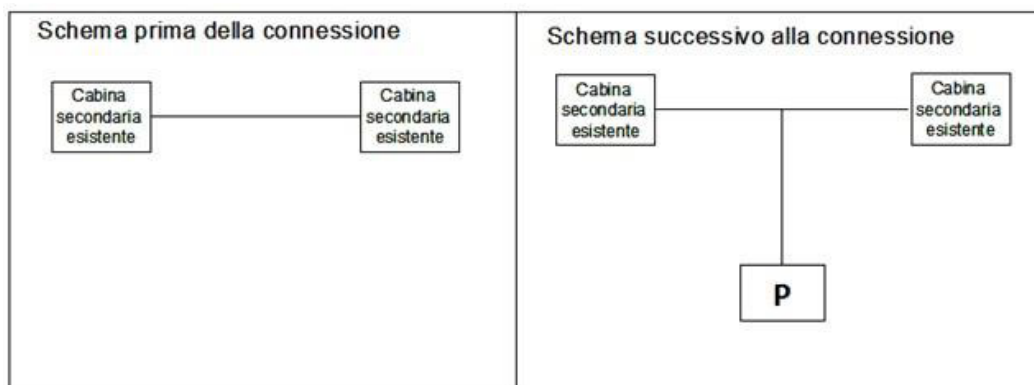 Schema prima della connessione
Cabina
secondaria
esistente
Cabina
secondaria
esistente
Schema successivo alla connessione
Cabina
secondaria
esistente
Cabina
secondaria
esistente
P